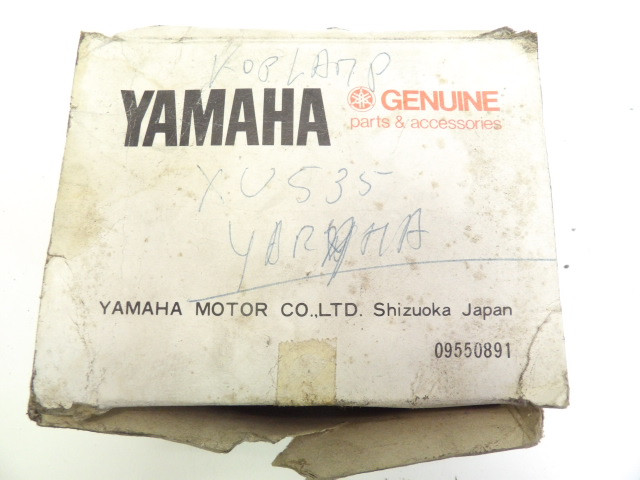 KOPLAMP
YAMAHA
GENUINE
parts & accessories
XV535
YAMAHA
YAMAHA MOTOR CO.,LTD. Shizuoka Japan
09550891